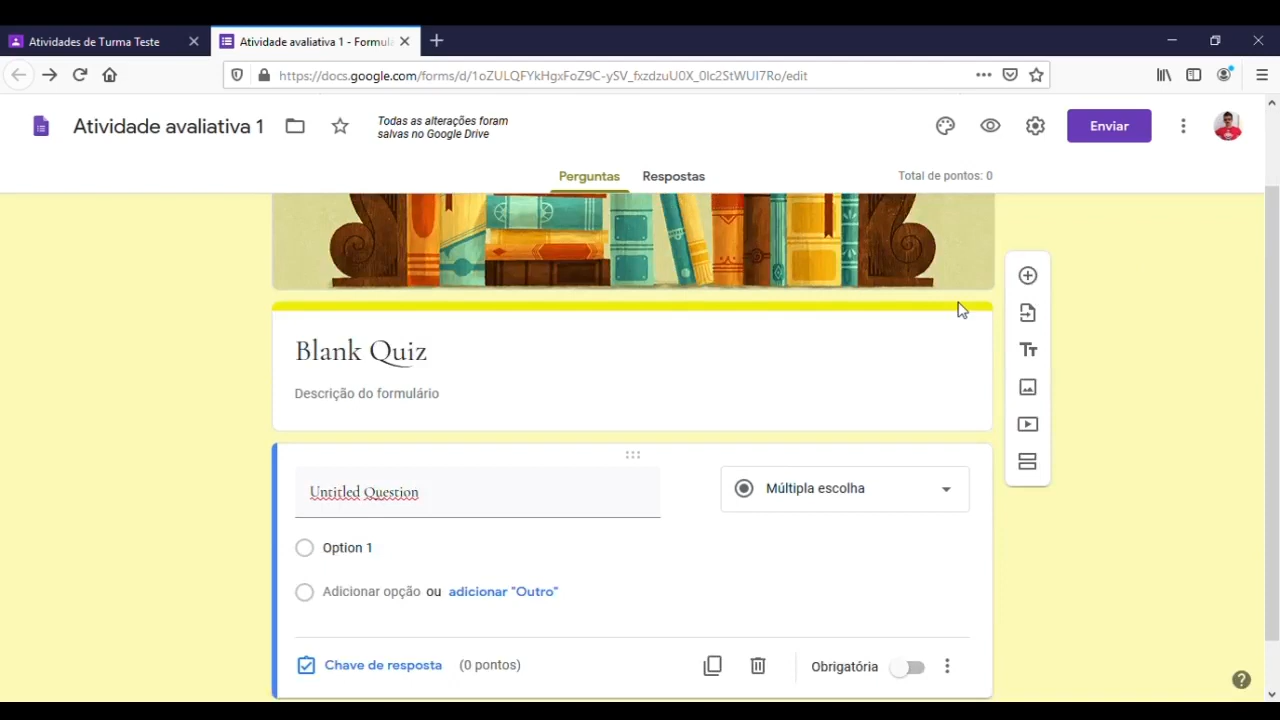 Atividades de Turma Teste
Atividade avaliativa 1 - Formulá
https://docs.google.com/forms/d/1oZULQFYkHgxFoZ9C-ySV_fxzdzuU0X_0lc2StWUI7Ro/edit
Atividade avaliativa 1
Todas as alterações foram
salvas no Google Drive
Enviar
Perguntas
Respostas
Total de pontos: 0
Blank Quiz
Descrição do formulário
Untitled Question
Múltipla escolha
Option 1
Adicionar opção ou adicionar "Outro"
Chave de resposta (0 pontos)
Obrigatória